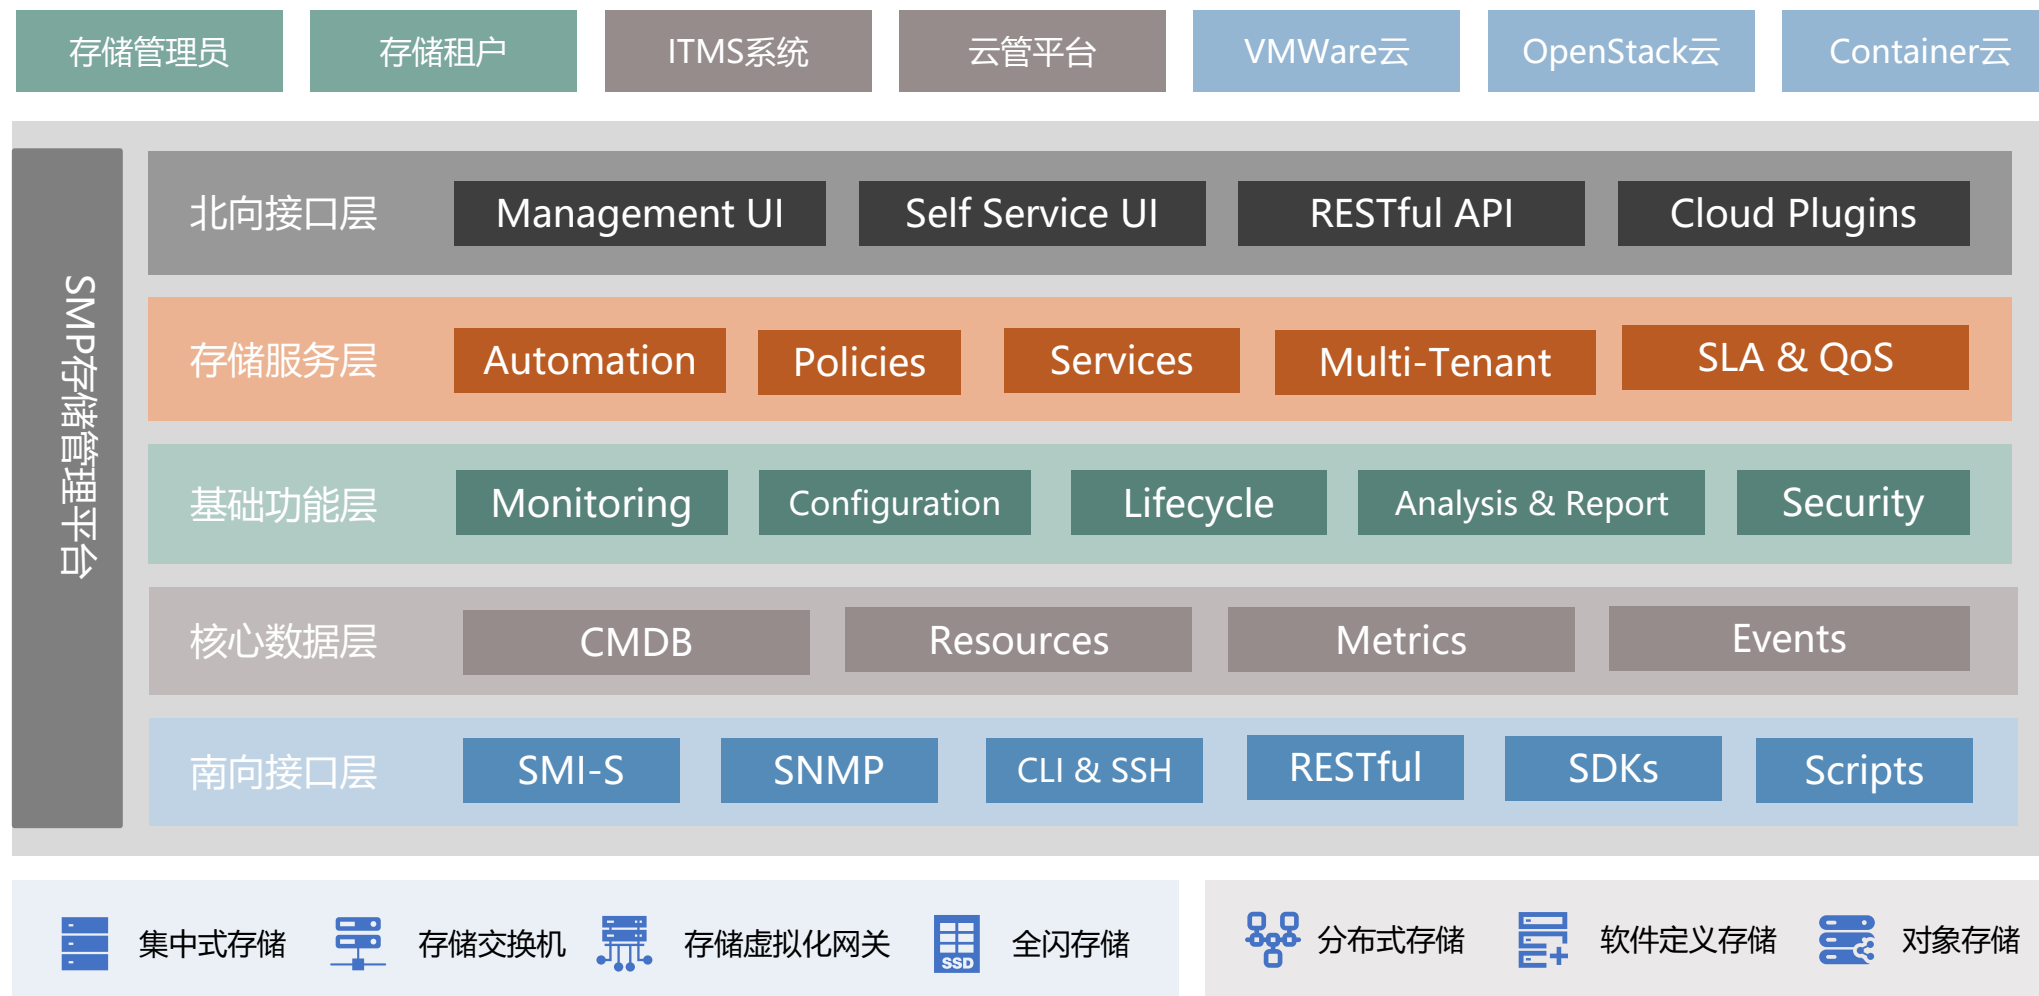 存储管理员
存储租户
ITMS系统
云管平台
VMWare云
OpenStack云
Container云
SMP存储管理平台
北向接口层
Management UI
Self Service UI
RESTful API
Cloud Plugins
存储服务层
Automation
Policies
Services
Multi-Tenant
SLA & QoS
基础功能层
Monitoring
Configuration
Lifecycle
Analysis & Report
Security
核心数据层
CMDB
Resources
Metrics
Events
南向接口层
SMI-S
SNMP
CLI & SSH
RESTful
SDKs
Scripts
集中式存储
存储交换机
存储虚拟化网关
SSD
全闪存储
分布式存储
软件定义存储
对象存储